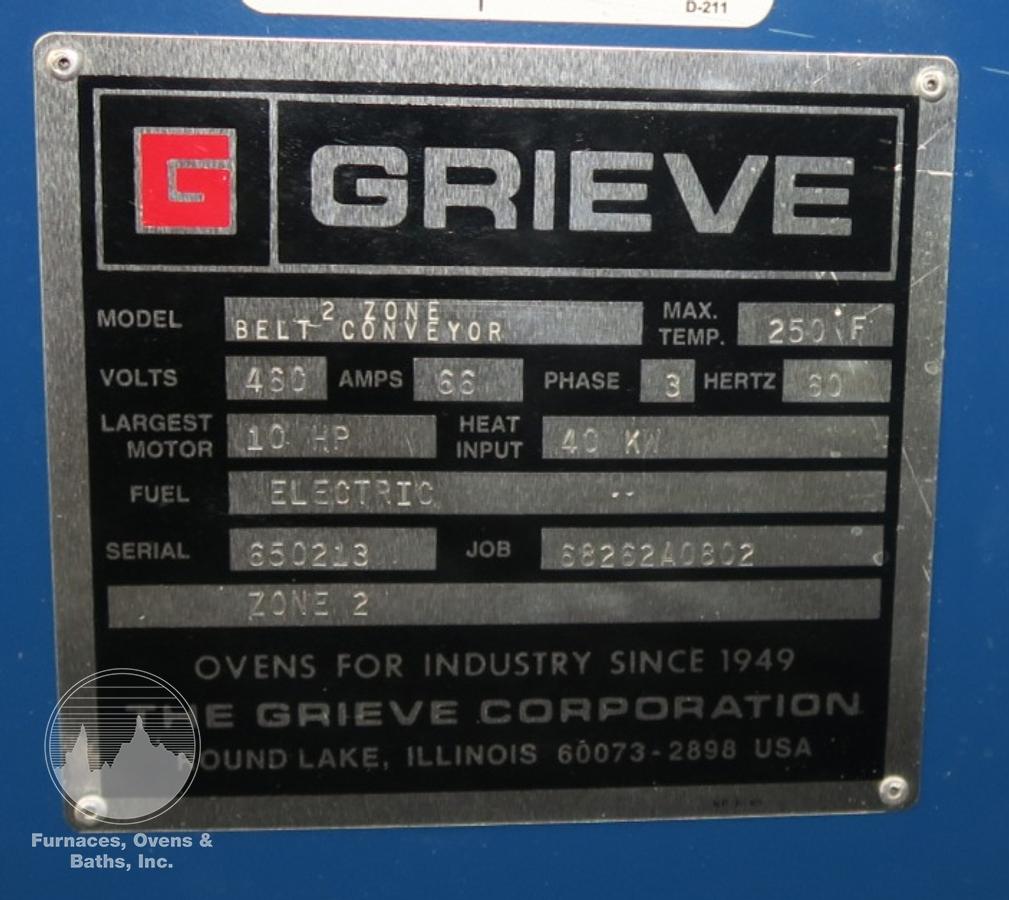 D-211
G GRIEVE
MODEL 2 ZONE BELT CONVEYOR MAX. TEMP. 250 F
VOLTS 460 AMPS 66 PHASE 3 HERTZ 60
LARGEST MOTOR 10 HP HEAT INPUT 40 KW
FUEL ELECTRIC
SERIAL 650213 JOB 68262A0802
ZONE 2
OVENS FOR INDUSTRY SINCE 1949
THE GRIEVE CORPORATION
ROUND LAKE, ILLINOIS 60073-2898 USA
Furnaces, Ovens &
Baths, Inc.